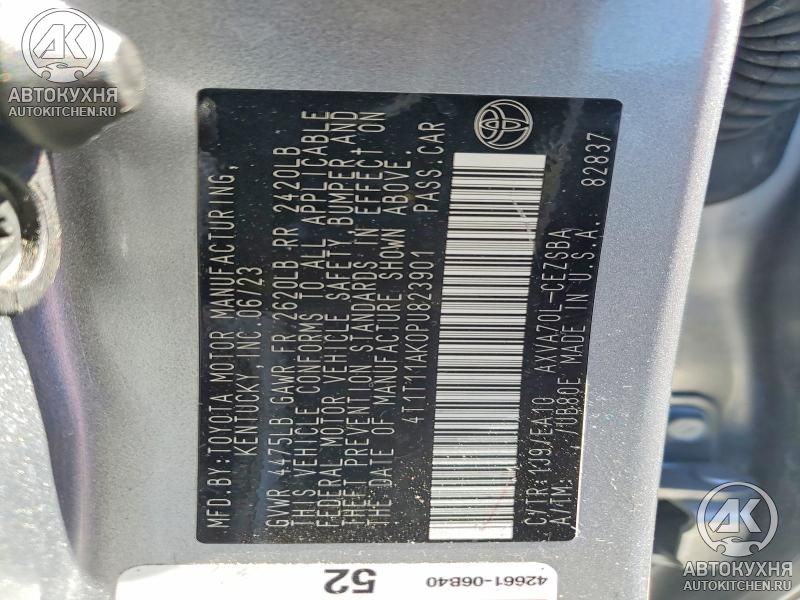 MFD.BY:TOYOTA MOTOR MANUFACTURING,
KENTUCKY, INC. 06/23
GVWR 4475LB GAWR FR 2620LB RR 2420LB
THIS VEHICLE CONFORMS TO ALL APPLICABLE
FEDERAL MOTOR VEHICLE SAFETY, BUMPER, AND
THEFT PREVENTION STANDARDS IN EFFECT ON
THE DATE OF MANUFACTURE SHOWN ABOVE.
4T1T11AK0PU823901 PASS.CAR
C/TR: 1J9/EA10 AXVA70L-CEZSBA
A/TM: /UB80E MADE IN U.S.A. 82837
52
42661-06B40
AK
АВТОКУХНЯ
AUTOKITCHEN.RU
AK
АВТОКУХНЯ
AUTOKITCHEN.RU